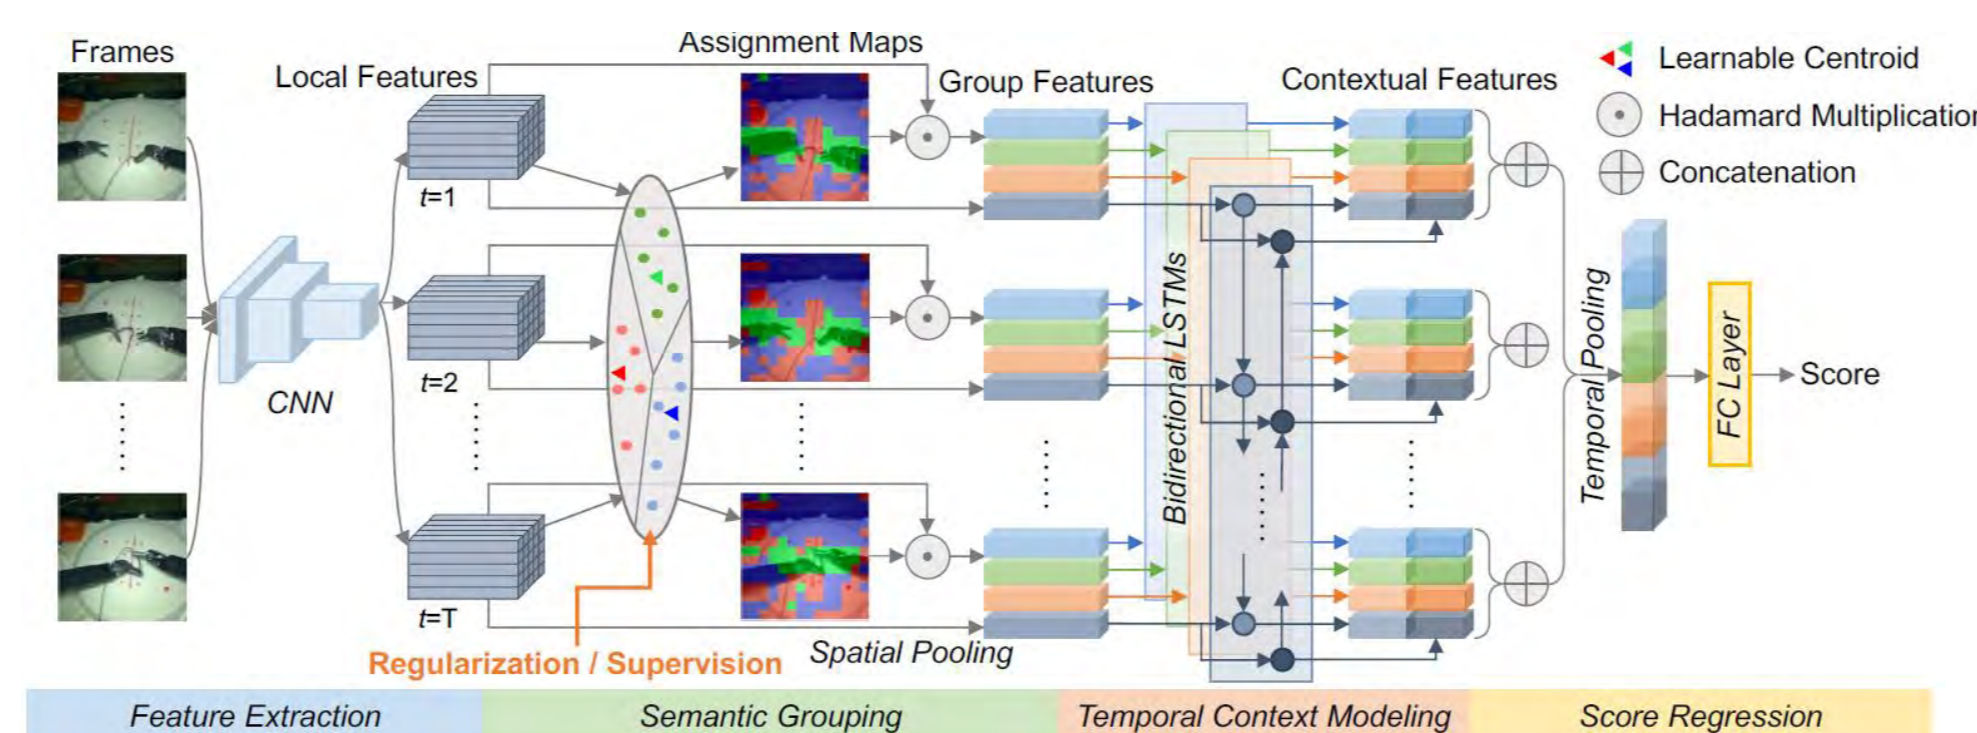 Frames
Local Features
Assignment Maps
Group Features
Contextual Features
Learnable Centroid
Hadamard Multiplication
Concatenation
t=1
t=2
t=T
CNN
Regularization / Supervision
Spatial Pooling
Bidirectional LSTMs
Temporal Pooling
FC Layer
Score
Feature Extraction
Semantic Grouping
Temporal Context Modeling
Score Regression